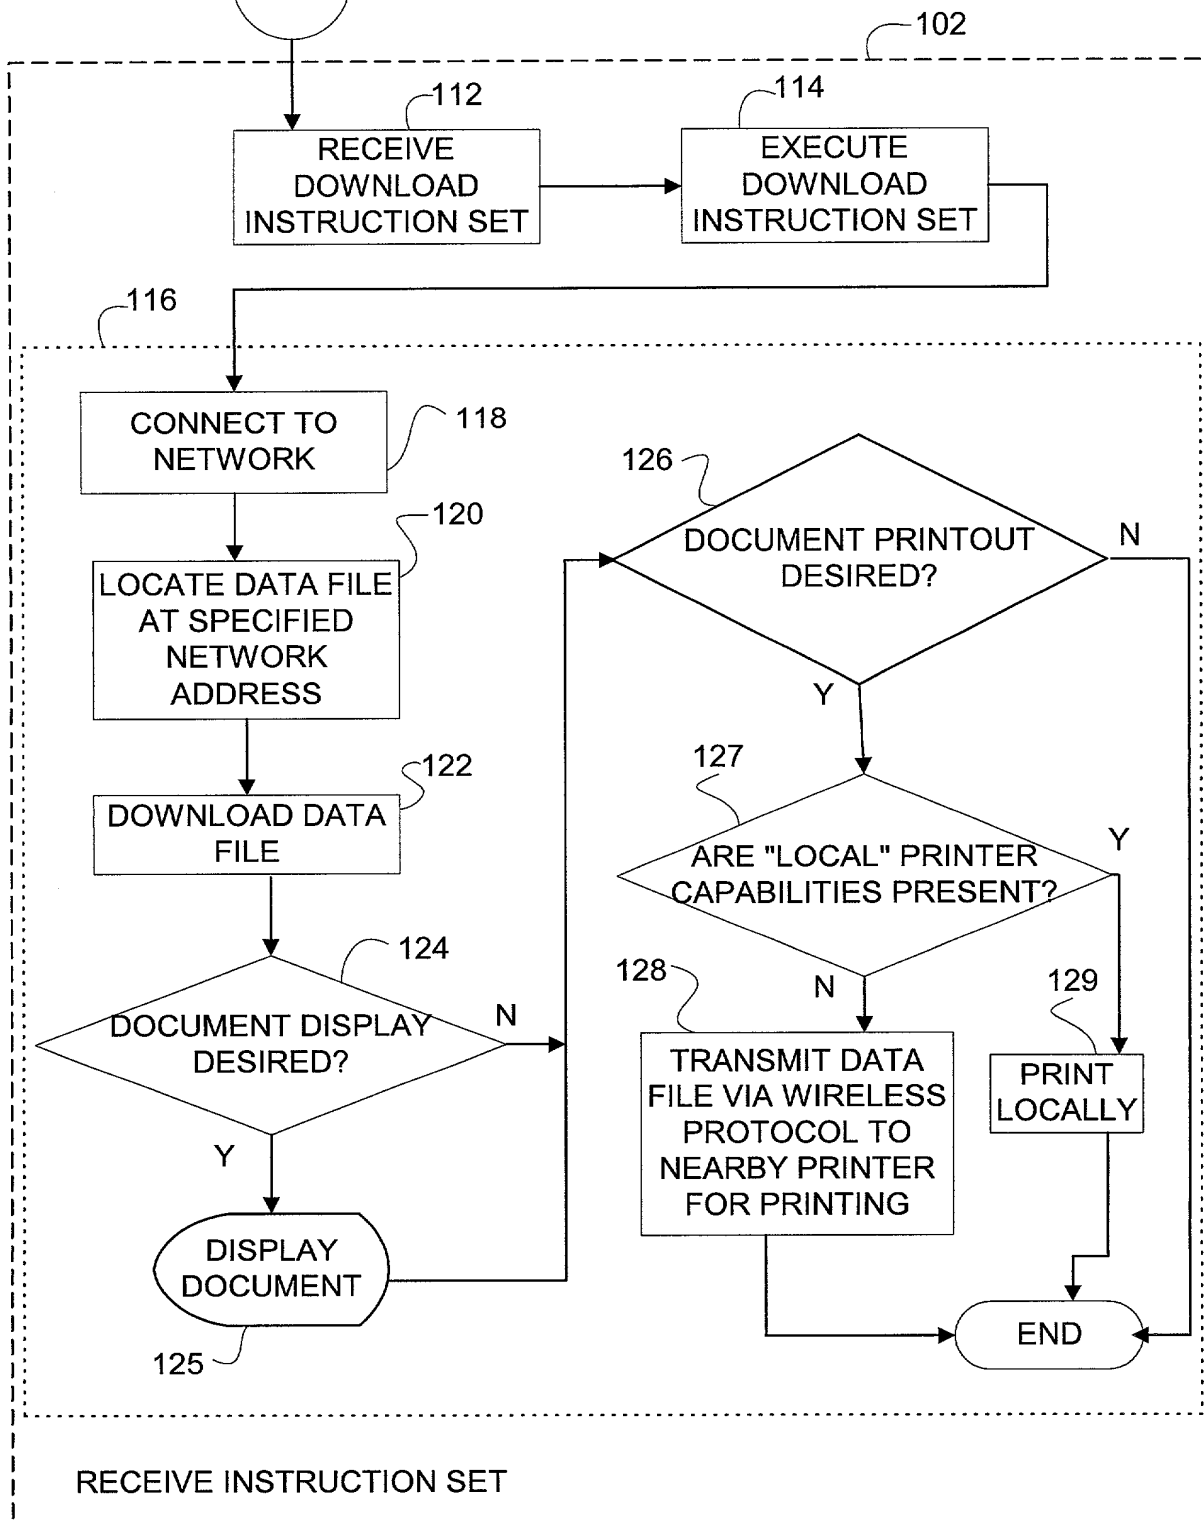 102
112
RECEIVE
DOWNLOAD
INSTRUCTION SET
114
EXECUTE
DOWNLOAD
INSTRUCTION SET
116
CONNECT TO
NETWORK
118
120
LOCATE DATA FILE
AT SPECIFIED
NETWORK
ADDRESS
122
DOWNLOAD DATA
FILE
124
DOCUMENT DISPLAY
DESIRED?
N
Y
DISPLAY
DOCUMENT
125
126
DOCUMENT PRINTOUT
DESIRED?
N
Y
127
ARE "LOCAL" PRINTER
CAPABILITIES PRESENT?
Y
N
128
TRANSMIT DATA
FILE VIA WIRELESS
PROTOCOL TO
NEARBY PRINTER
FOR PRINTING
129
PRINT
LOCALLY
END
RECEIVE INSTRUCTION SET